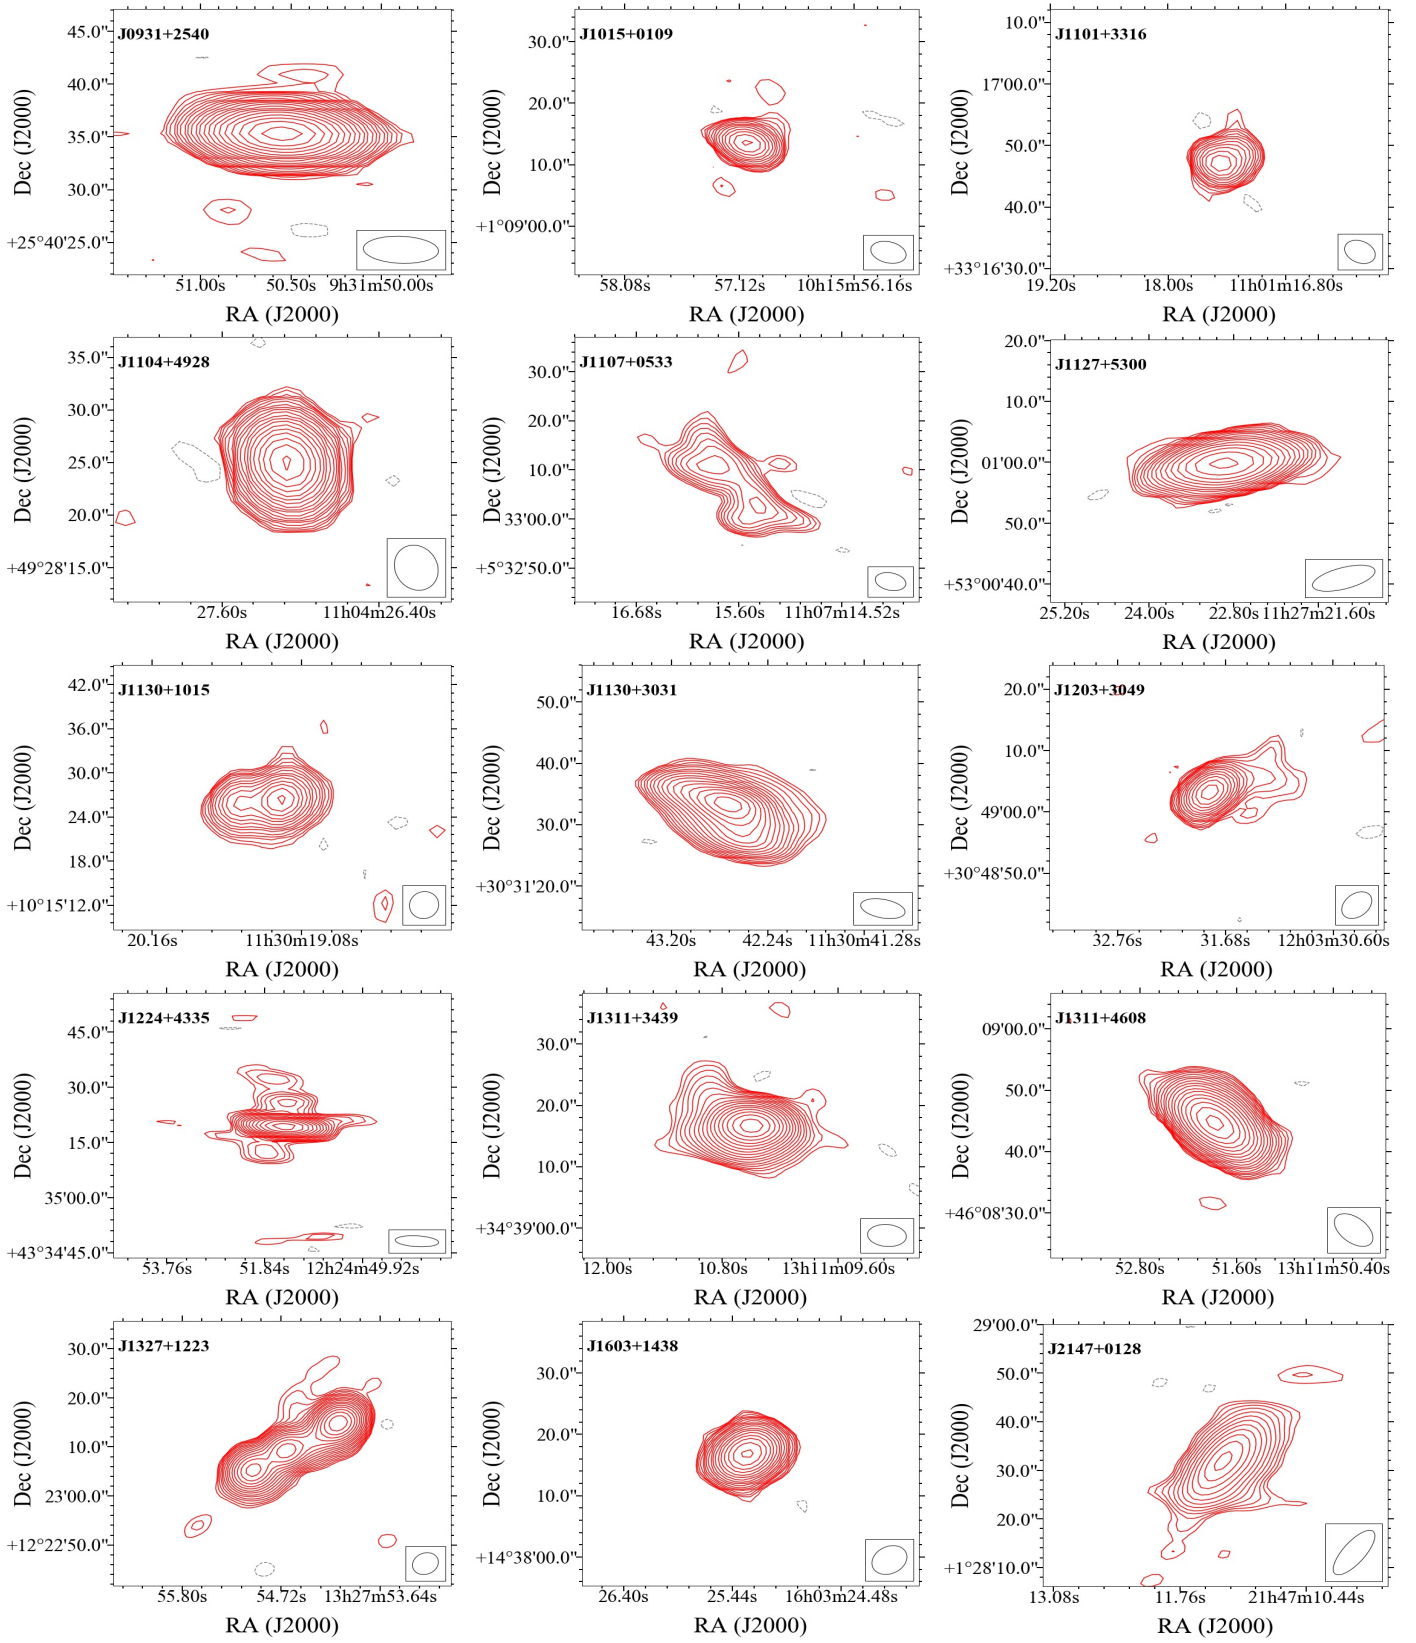 J0931+2540
45.0"
40.0"
35.0"
30.0"
+25°40'25.0"
Dec (J2000)
51.00s 50.50s 9h31m50.00s
RA (J2000)
J1015+0109
30.0"
20.0"
10.0"
+1°09'00.0"
Dec (J2000)
58.08s 57.12s 10h15m56.16s
RA (J2000)
J1101+3316
10.0"
17'00.0"
50.0"
40.0"
+33°16'30.0"
Dec (J2000)
19.20s 18.00s 11h01m16.80s
RA (J2000)
J1104+4928
35.0"
30.0"
25.0"
20.0"
+49°28'15.0"
Dec (J2000)
27.60s 11h04m26.40s
RA (J2000)
J1107+0533
30.0"
20.0"
10.0"
33'00.0"
+5°32'50.0"
Dec (J2000)
16.68s 15.60s 11h07m14.52s
RA (J2000)
J1127+5300
20.0"
10.0"
01'00.0"
50.0"
+53°00'40.0"
Dec (J2000)
25.20s 24.00s 22.80s 11h27m21.60s
RA (J2000)
J1130+1015
42.0"
36.0"
30.0"
24.0"
18.0"
+10°15'12.0"
Dec (J2000)
20.16s 11h30m19.08s
RA (J2000)
J1130+3031
50.0"
40.0"
30.0"
+30°31'20.0"
Dec (J2000)
43.20s 42.24s 11h30m41.28s
RA (J2000)
J1203+3049
20.0"
10.0"
49'00.0"
+30°48'50.0"
Dec (J2000)
32.76s 31.68s 12h03m30.60s
RA (J2000)
J1224+4335
45.0"
30.0"
15.0"
35'00.0"
+43°34'45.0"
Dec (J2000)
53.76s 51.84s 12h24m49.92s
RA (J2000)
J1311+3439
30.0"
20.0"
10.0"
+34°39'00.0"
Dec (J2000)
12.00s 10.80s 13h11m09.60s
RA (J2000)
J1311+4608
09'00.0"
50.0"
40.0"
+46°08'30.0"
Dec (J2000)
52.80s 51.60s 13h11m50.40s
RA (J2000)
J1327+1223
30.0"
20.0"
10.0"
23'00.0"
+12°22'50.0"
Dec (J2000)
55.80s 54.72s 13h27m53.64s
RA (J2000)
J1603+1438
30.0"
20.0"
10.0"
+14°38'00.0"
Dec (J2000)
26.40s 25.44s 16h03m24.48s
RA (J2000)
J2147+0128
29'00.0"
50.0"
40.0"
30.0"
20.0"
+1°28'10.0"
Dec (J2000)
13.08s 11.76s 21h47m10.44s
RA (J2000)